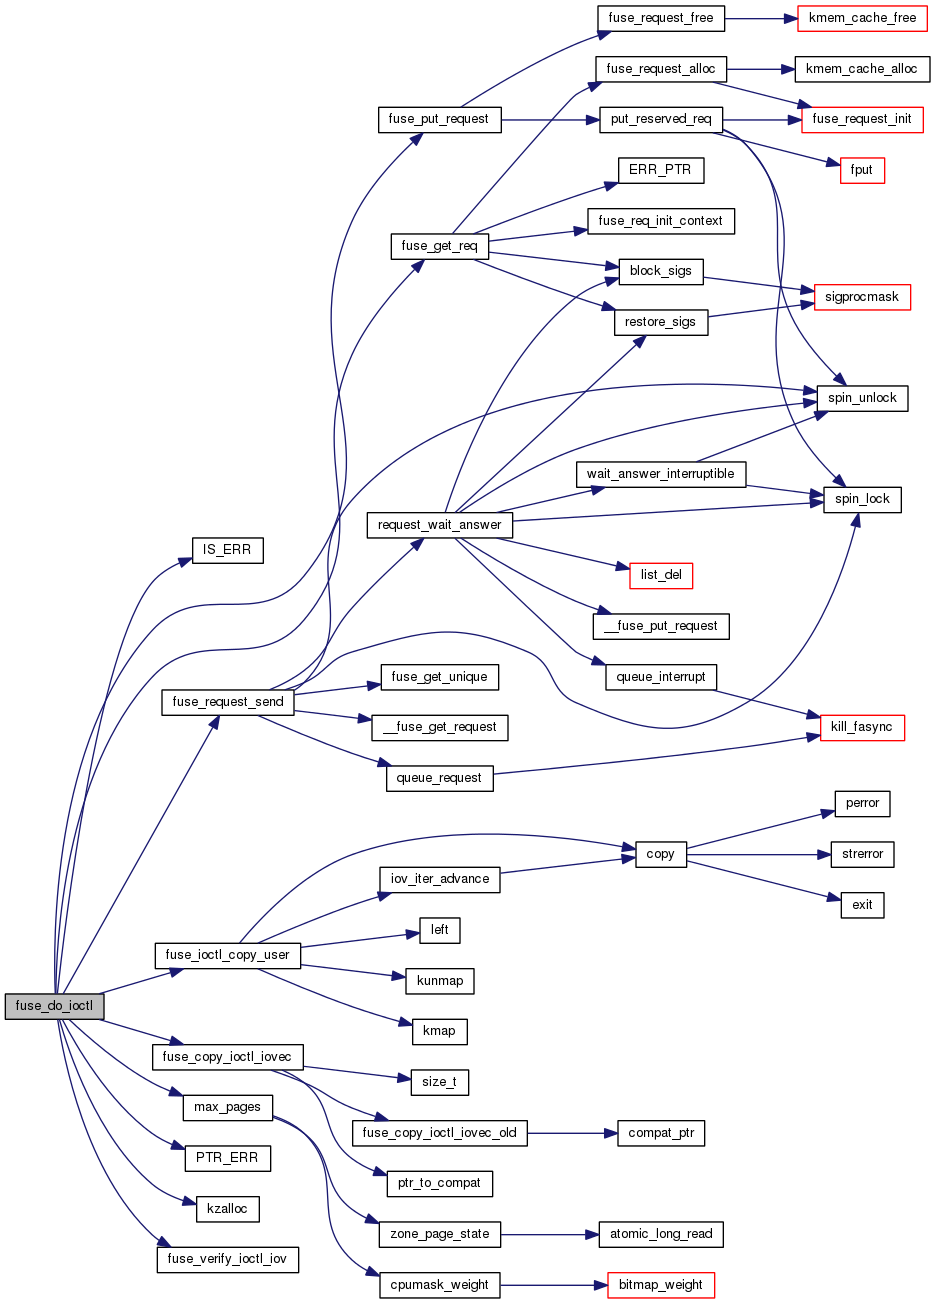 fuse_request_free
kmem_cache_free
fuse_request_alloc
kmem_cache_alloc
fuse_put_request
put_reserved_req
fuse_request_init
ERR_PTR
fput
fuse_req_init_context
fuse_get_req
block_sigs
sigprocmask
restore_sigs
spin_unlock
wait_answer_interruptible
spin_lock
request_wait_answer
IS_ERR
list_del
__fuse_put_request
fuse_get_unique
queue_interrupt
fuse_request_send
__fuse_get_request
kill_fasync
queue_request
perror
copy
strerror
iov_iter_advance
exit
left
fuse_ioctl_copy_user
kunmap
fuse_do_ioctl
kmap
fuse_copy_ioctl_iovec
size_t
max_pages
fuse_copy_ioctl_iovec_old
compat_ptr
PTR_ERR
ptr_to_compat
kzalloc
zone_page_state
atomic_long_read
fuse_verify_ioctl_iov
cpumask_weight
bitmap_weight